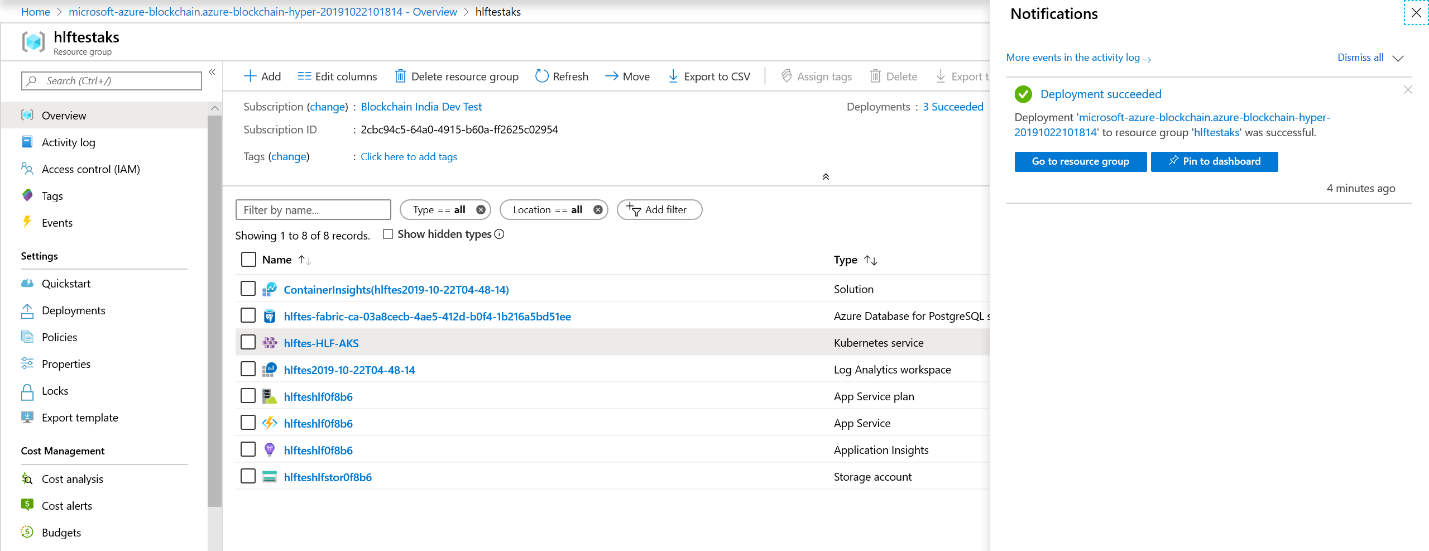 Home > microsoft-azure-blockchain.azure-blockchain-hyper-20191022101814 - Overview > hlftestaks
hlftestaks
Resource group
Search (Ctrl+/)
«
Overview
Activity log
Access control (IAM)
Tags
Events
Settings
Quickstart
Deployments
Policies
Properties
Locks
Export template
Cost Management
Cost analysis
Cost alerts
Budgets
Add Edit columns Delete resource group Refresh Move Export to CSV Assign tags Delete Export t
Subscription (change) : Blockchain India Dev Test Deployments : 3 Succeeded
Subscription ID : 2cbc94c5-64a0-4915-b60a-ff2625c02954
Tags (change) : Click here to add tags
Filter by name... Type == all Location == all Add filter
Showing 1 to 8 of 8 records. Show hidden types
Name Type
ContainerInsights(hlftes2019-10-22T04-48-14) Solution
hlftes-fabric-ca-03a8cecb-4ae5-412d-b0f4-1b216a5bd51ee Azure Database for PostgreSQL s
hlftes-HLF-AKS Kubernetes service
hlftes2019-10-22T04-48-14 Log Analytics workspace
hlfteshlf0f8b6 App Service plan
hlfteshlf0f8b6 App Service
hlfteshlf0f8b6 Application Insights
hlfteshlfstor0f8b6 Storage account
Notifications
More events in the activity log → Dismiss all
Deployment succeeded
Deployment 'microsoft-azure-blockchain.azure-blockchain-hyper-
20191022101814' to resource group 'hlftestaks' was successful.
Go to resource group Pin to dashboard
4 minutes ago